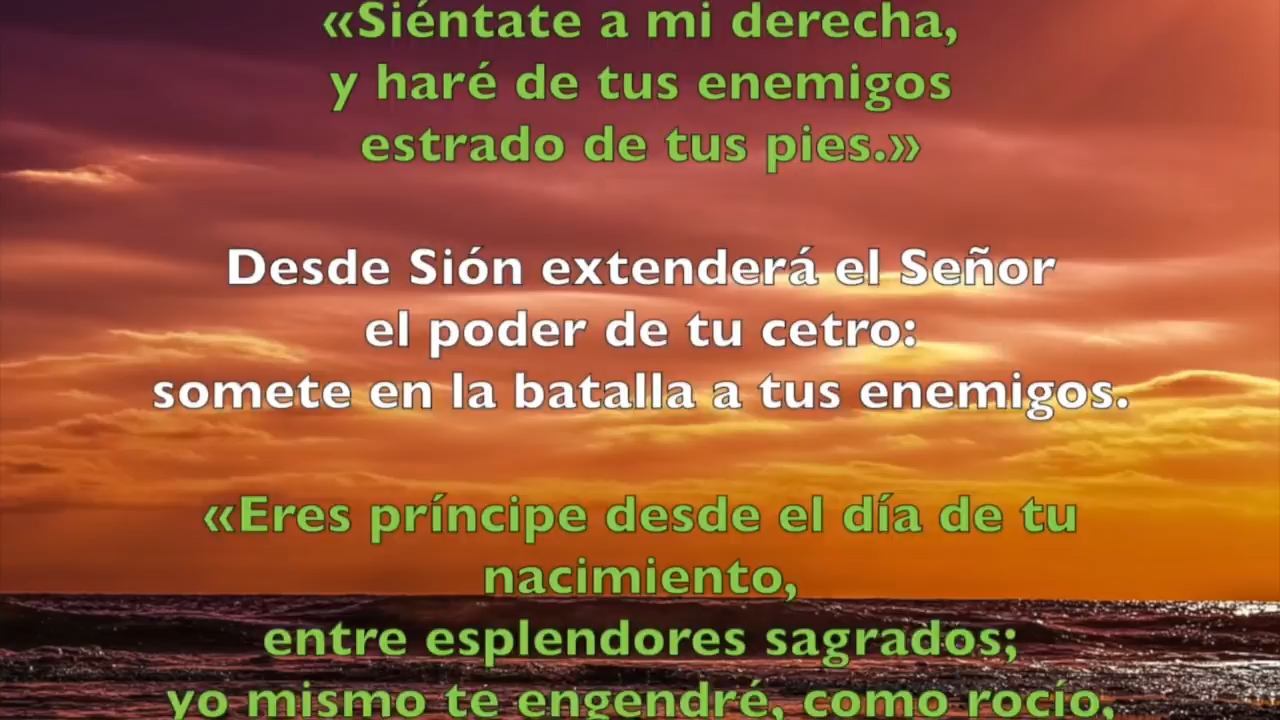 «Siéntate a mi derecha,
y haré de tus enemigos
estrado de tus pies.»
Desde Sión extenderá el Señor
el poder de tu cetro:
somete en la batalla a tus enemigos.
«Eres príncipe desde el día de tu
nacimiento,
entre esplendores sagrados;
yo mismo te engendré, como rocío,